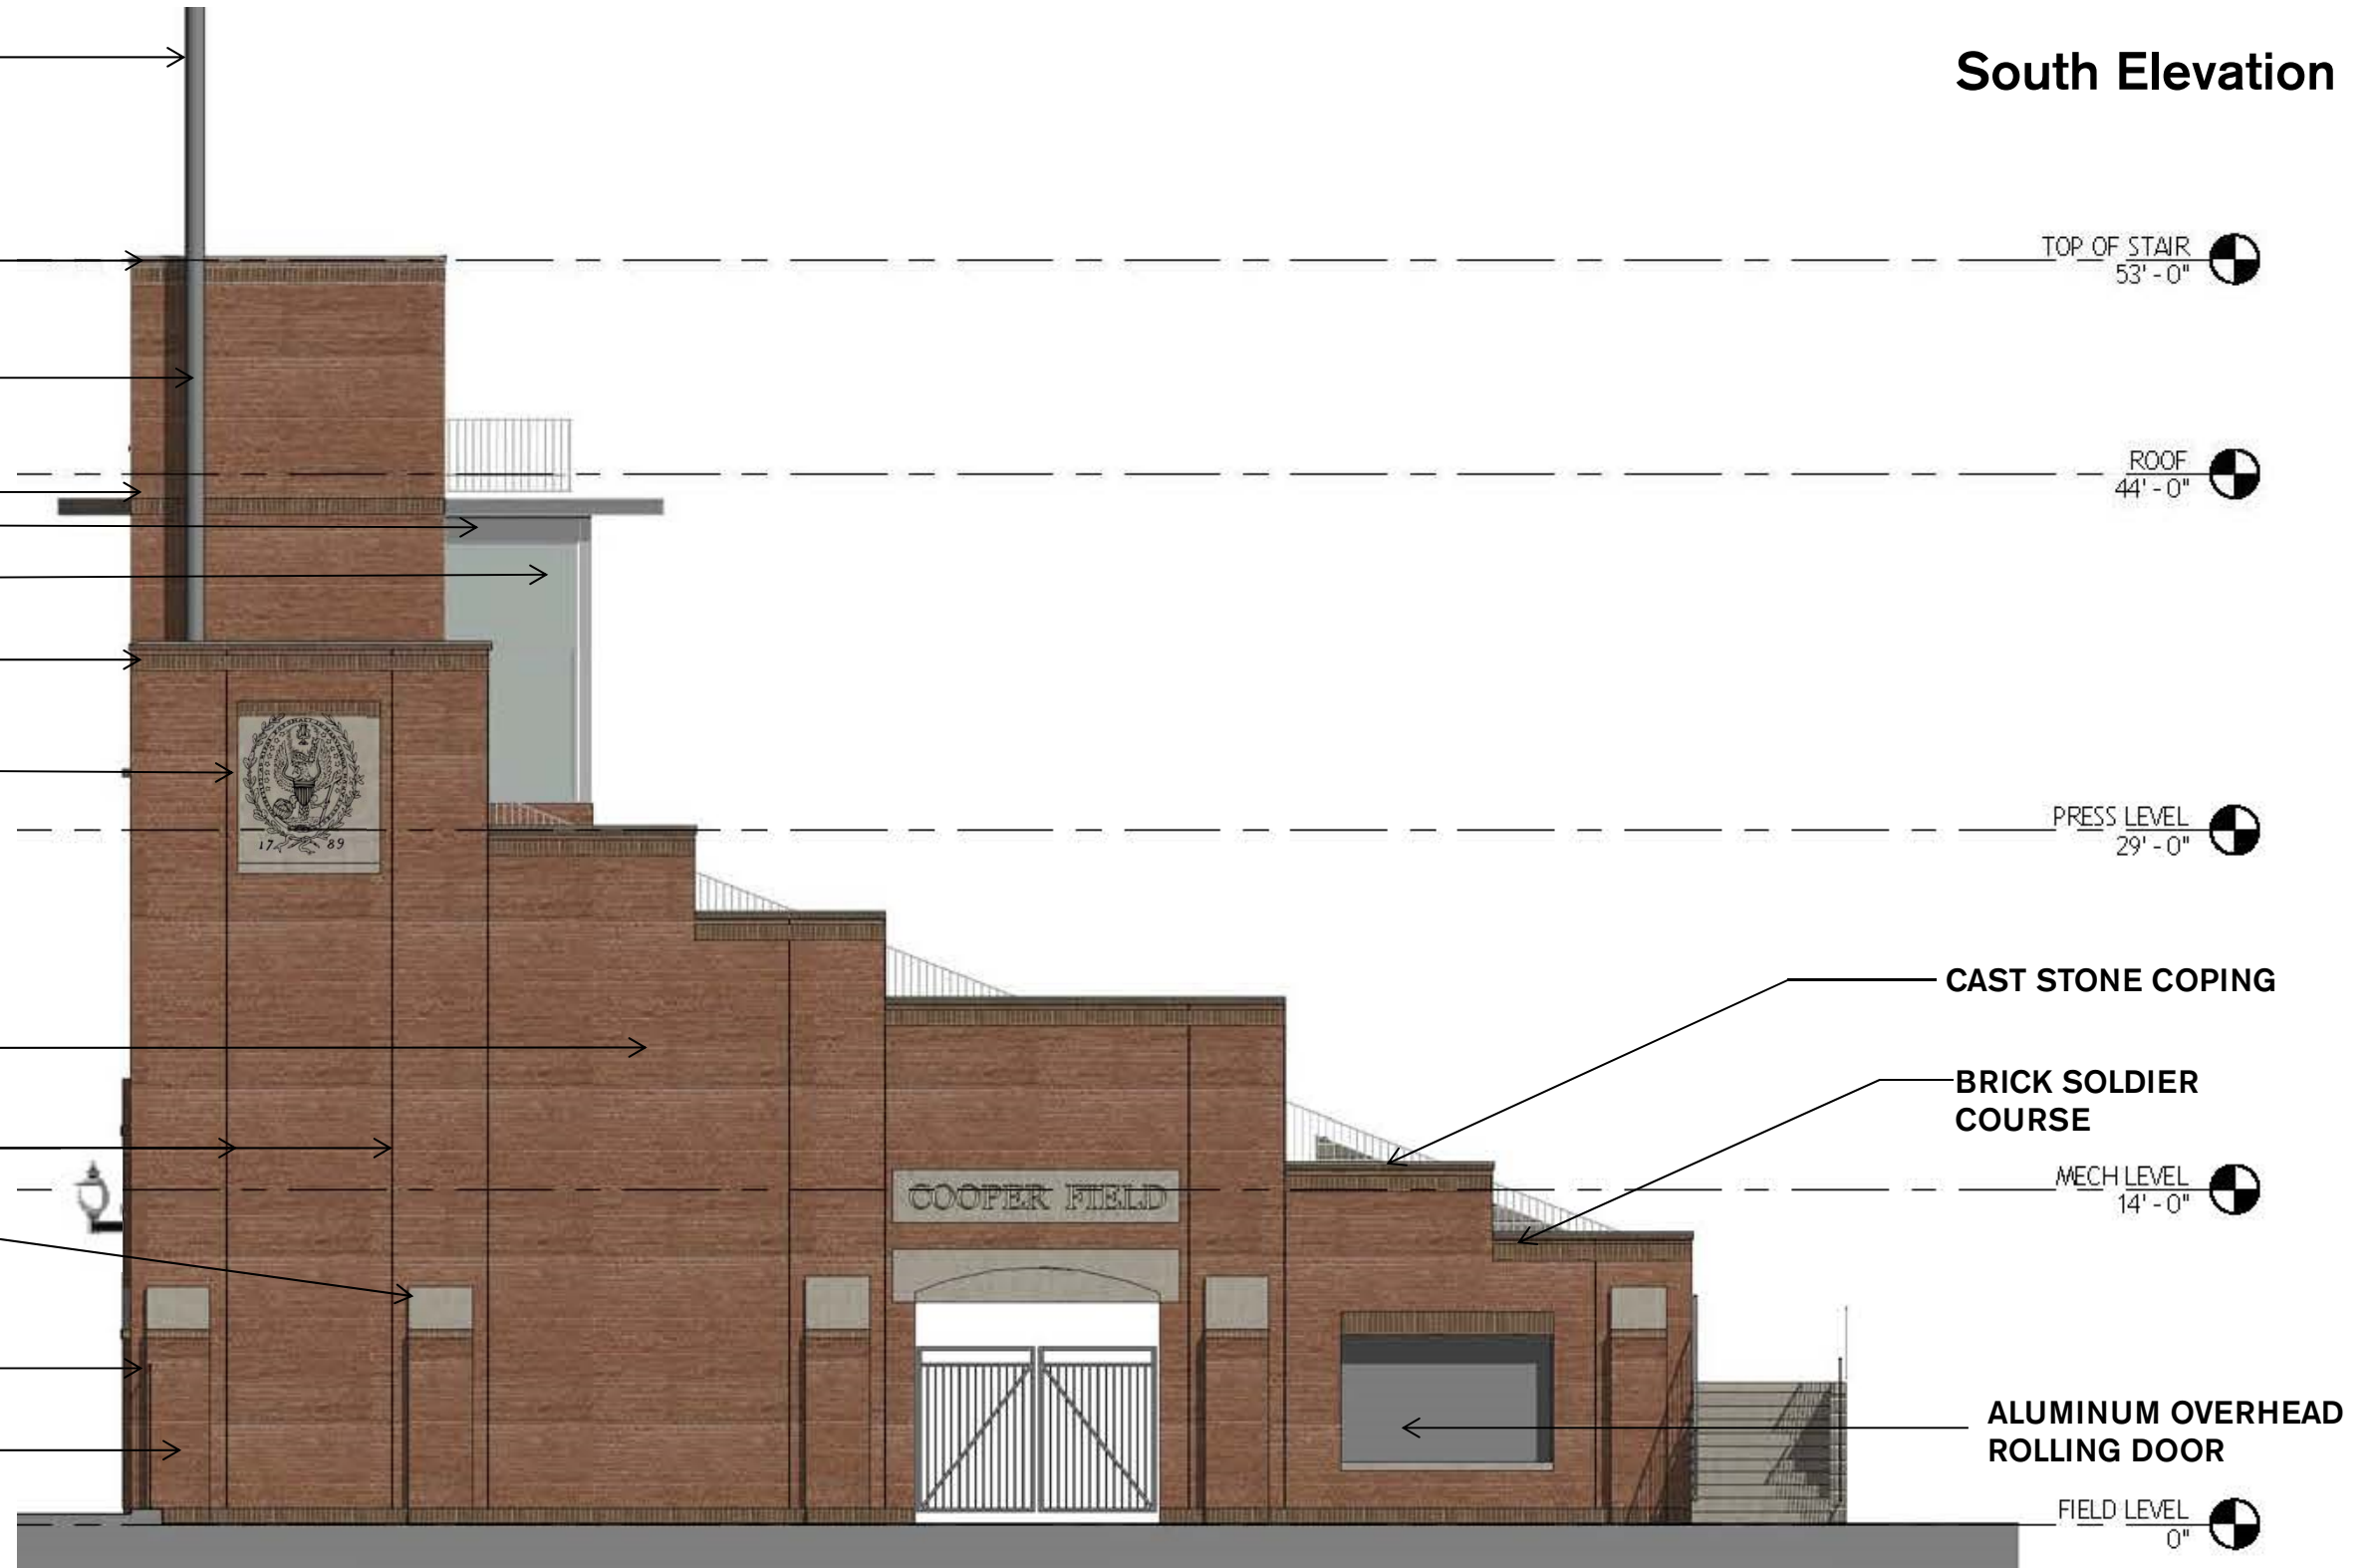 South Elevation
TOP OF STAIR
53' - 0"
ROOF
44' - 0"
PRESS LEVEL
29' - 0"
17 89
CAST STONE COPING
BRICK SOLDIER
COURSE
MECH LEVEL
14' - 0"
COOPER FIELD
ALUMINUM OVERHEAD
ROLLING DOOR
FIELD LEVEL
0"